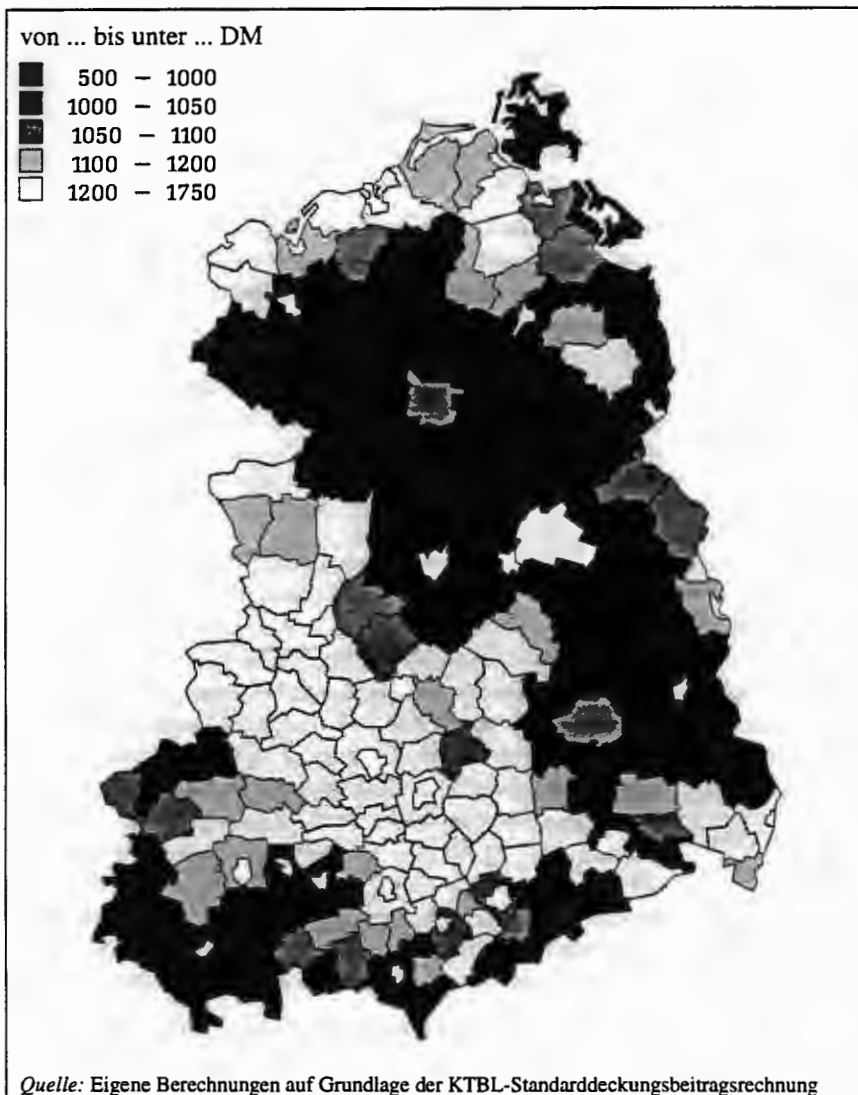 von ... bis unter ... DM
500 – 1000
1000 – 1050
1050 – 1100
1100 – 1200
1200 – 1750
Quelle: Eigene Berechnungen auf Grundlage der KTBL-Standarddeckungsbeitragsrechnung